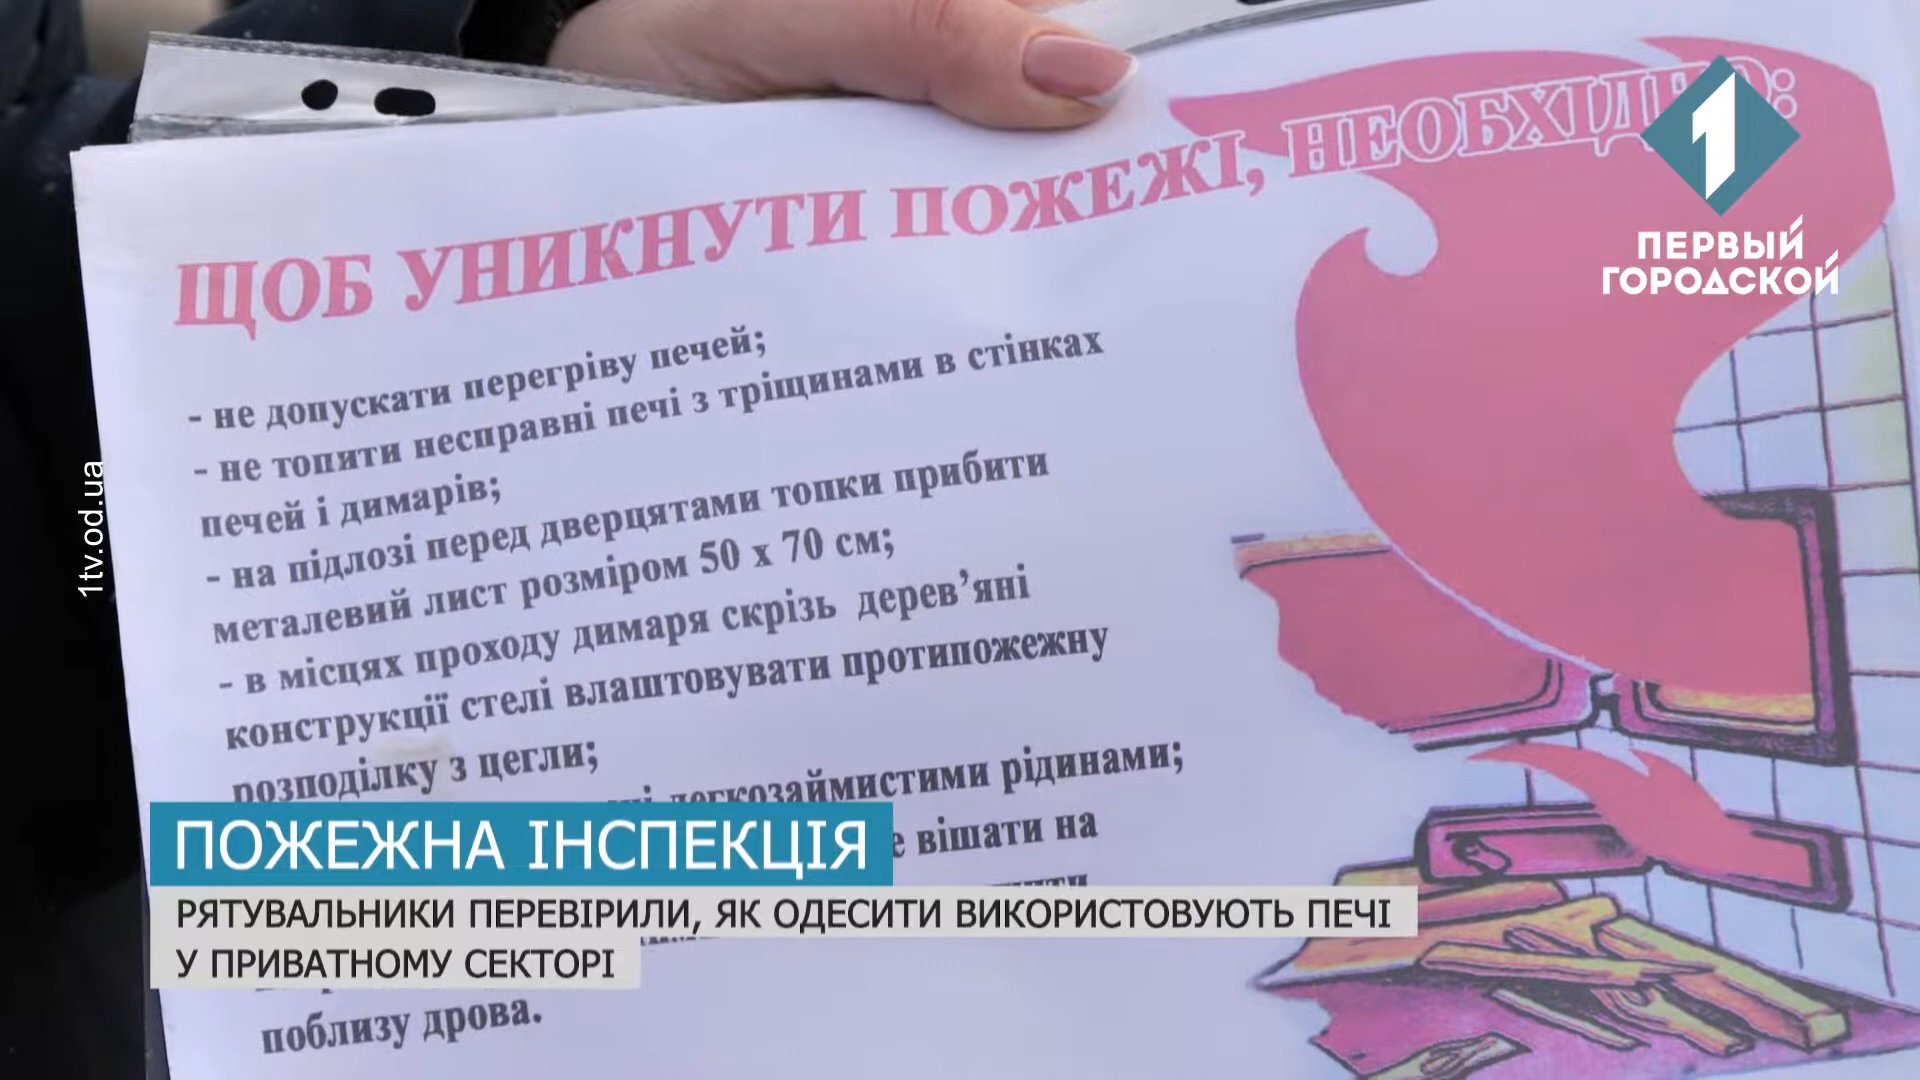 ЩОБ УНИКНУТИ ПОЖЕЖІ, НЕОБХІДНО:
- не допускати перегріву печей;
- не топити несправні печі з тріщинами в стінках
печей і димарів;
- на підлозі перед дверцятами топки прибити
металевий лист розміром 50 х 70 см;
- в місцях проходу димаря скрізь дерев’яні
конструкції стелі влаштовувати протипожежну
розподілку з цегли;
легкозаймистими рідинами;
вішати на
поблизу дрова.
1
ПЕРВЫЙ
ГОРОДСКОЙ
1tv.od.ua
ПОЖЕЖНА ІНСПЕКЦІЯ
РЯТУВАЛЬНИКИ ПЕРЕВІРИЛИ, ЯК ОДЕСИТИ ВИКОРИСТОВУЮТЬ ПЕЧІ
У ПРИВАТНОМУ СЕКТОРІ